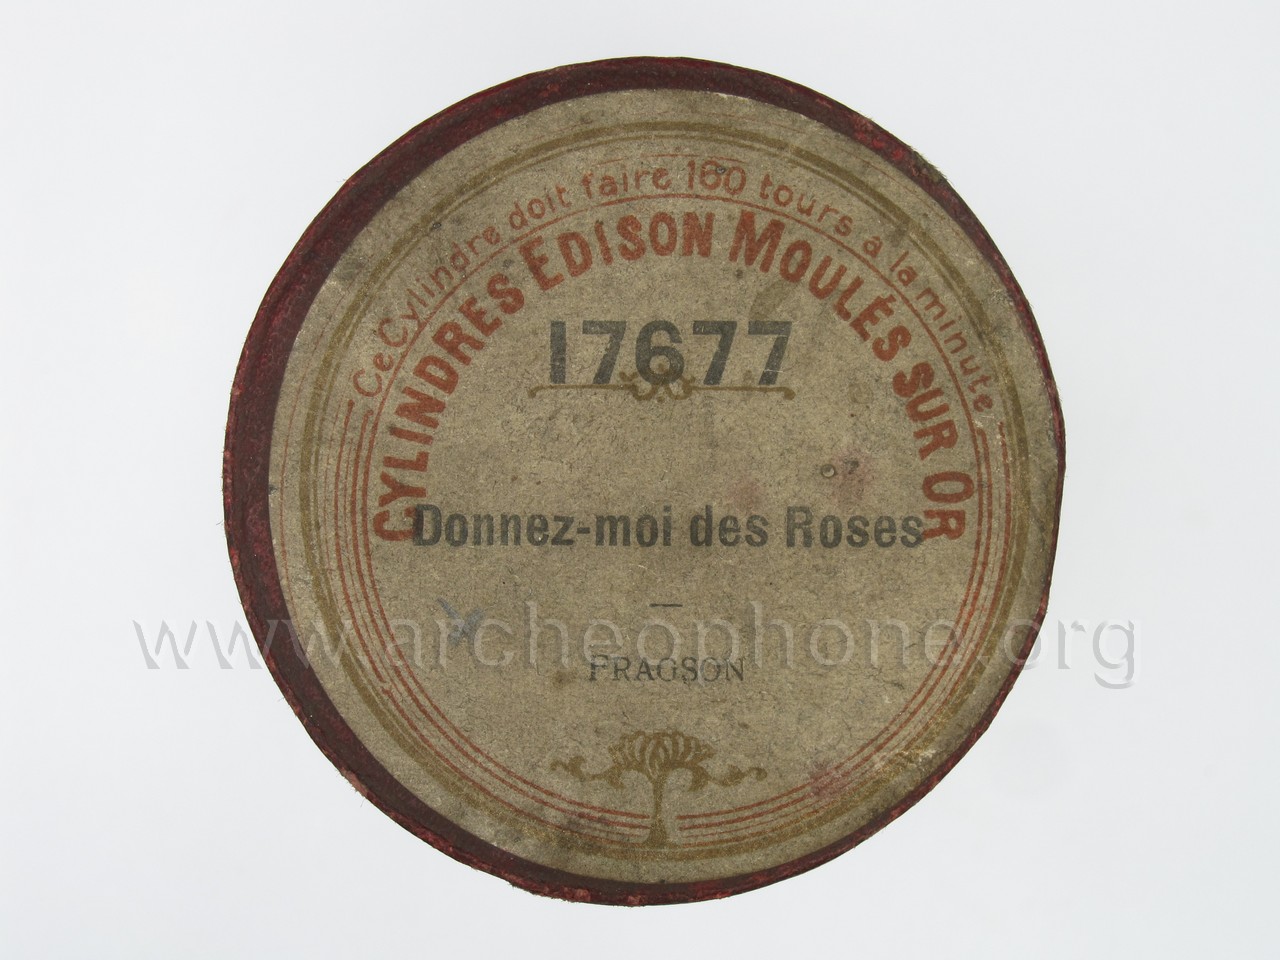 Ce Cylindre doit faire 160 tours à la minute
CYLINDRES EDISON MOULÉS SUR OR
17677
Donnez-moi des Roses
—
FRAGSON
www.archeophone.org